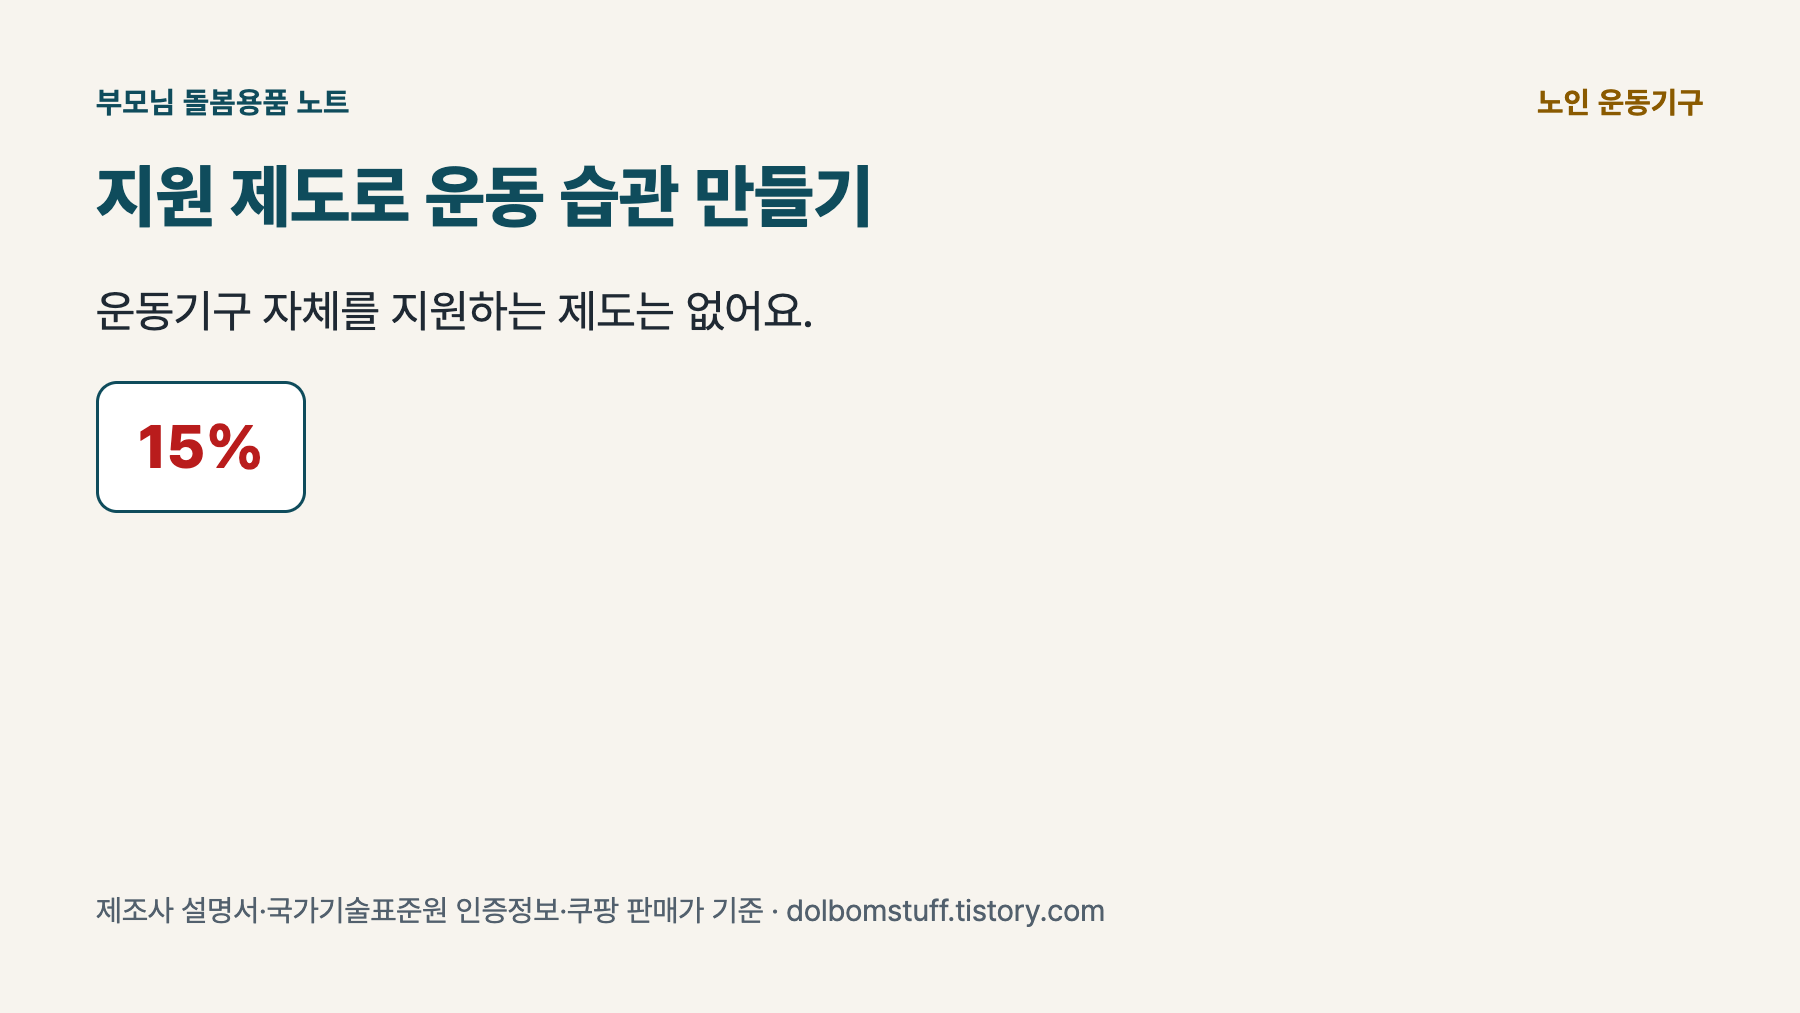 부모님 돌봄용품 노트
노인 운동기구
지원 제도로 운동 습관 만들기
운동기구 자체를 지원하는 제도는 없어요.
15%
제조사 설명서·국가기술표준원 인증정보·쿠팡 판매가 기준 · dolbomstuff.tistory.com